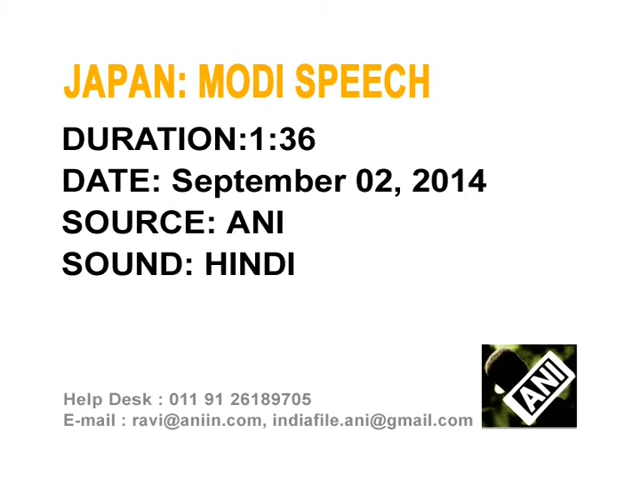 JAPAN: MODI SPEECH
DURATION:1:36
DATE: September 02, 2014
SOURCE: ANI
SOUND: HINDI
Help Desk : 011 91 26189705
E-mail : ravi@aniin.com, indiafile.ani@gmail.com
ANI